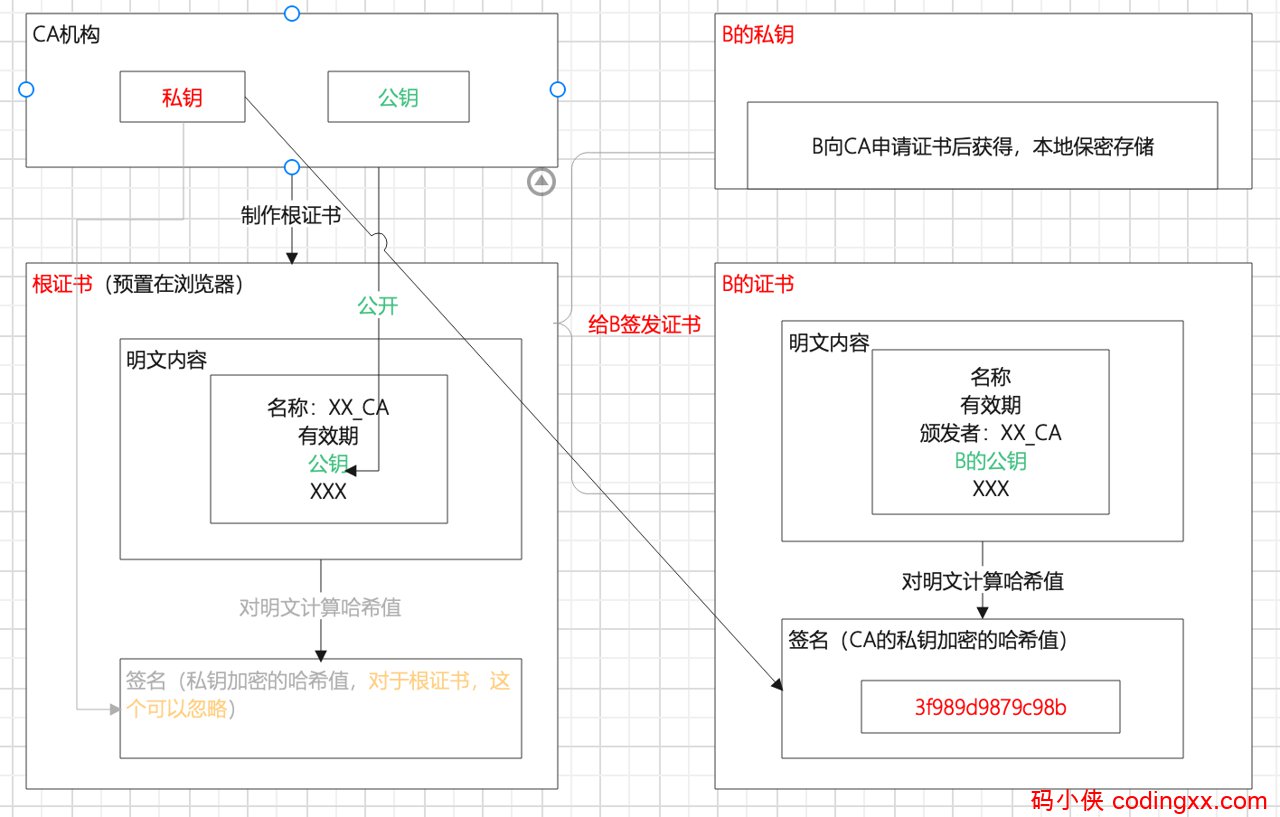 CA机构
私钥
公钥
制作根证书
根证书（预置在浏览器）
公开
明文内容
名称：XX_CA
有效期
公钥
XXX
对明文计算哈希值
签名（私钥加密的哈希值，对于根证书，这
个可以忽略）
给B签发证书
B的私钥
B向CA申请证书后获得，本地保密存储
B的证书
明文内容
名称
有效期
颁发者：XX_CA
B的公钥
XXX
对明文计算哈希值
签名（CA的私钥加密的哈希值）
3f989d9879c98b
码小侠 codingxx.com